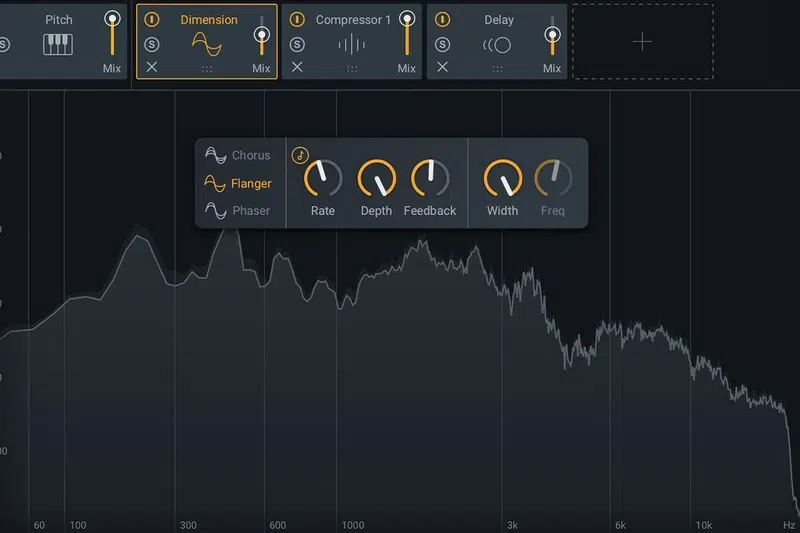 Pitch
S
Mix
Dimension
S
Mix
Compressor 1
S
Mix
Delay
S
Mix
Chorus
Flanger
Phaser
Rate
Depth
Feedback
Width
Freq
60
100
300
600
1000
3k
6k
10k
Hz